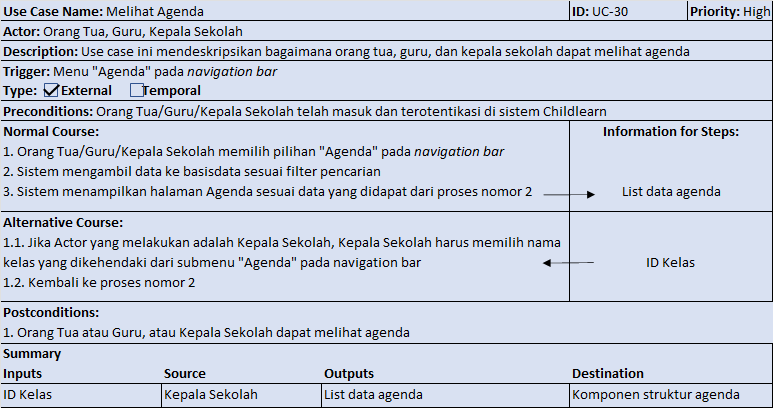 Use Case Name: Melihat Agenda ID: UC-30 Priority: High
Actor: Orang Tua, Guru, Kepala Sekolah
Description: Use case ini mendeskripsikan bagaimana orang tua, guru, dan kepala sekolah dapat melihat agenda
Trigger: Menu "Agenda" pada navigation bar
Type: External Temporal
Preconditions: Orang Tua/Guru/Kepala Sekolah telah masuk dan terotentikasi di sistem Childlearn
Normal Course: Information for Steps:
1. Orang Tua/Guru/Kepala Sekolah memilih pilihan "Agenda" pada navigation bar
2. Sistem mengambil data ke basisdata sesuai filter pencarian
3. Sistem menampilkan halaman Agenda sesuai data yang didapat dari proses nomor 2 List data agenda
Alternative Course:
1.1. Jika Actor yang melakukan adalah Kepala Sekolah, Kepala Sekolah harus memilih nama
kelas yang dikehendaki dari submenu "Agenda" pada navigation bar ID Kelas
1.2. Kembali ke proses nomor 2
Postconditions:
1. Orang Tua atau Guru, atau Kepala Sekolah dapat melihat agenda
Summary
Inputs Source Outputs Destination
ID Kelas Kepala Sekolah List data agenda Komponen struktur agenda